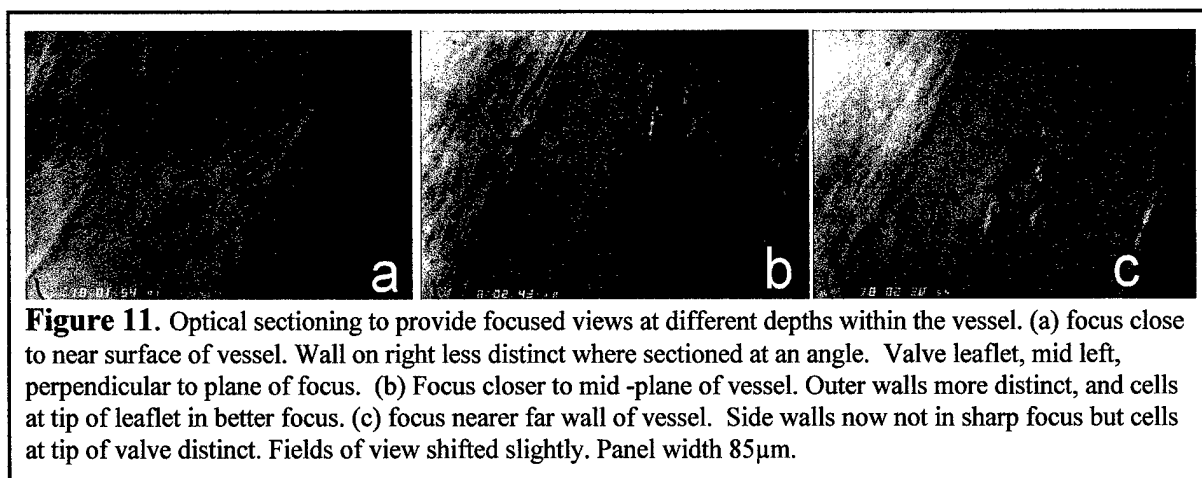 a
b
c
Figure 11. Optical sectioning to provide focused views at different depths within the vessel. (a) focus close
to near surface of vessel. Wall on right less distinct where sectioned at an angle. Valve leaflet, mid left,
perpendicular to plane of focus. (b) Focus closer to mid -plane of vessel. Outer walls more distinct, and cells
at tip of leaflet in better focus. (c) focus nearer far wall of vessel. Side walls now not in sharp focus but cells
at tip of valve distinct. Fields of view shifted slightly. Panel width 85µm.